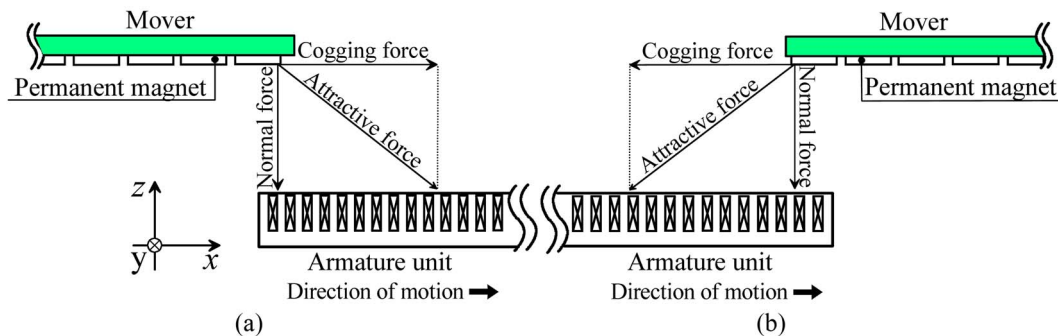 Mover
Cogging force
Permanent magnet
Normal force
Attractive force
Armature unit
Direction of motion
z
y
x
(a)
Mover
Cogging force
Permanent magnet
Attractive force
Normal force
Armature unit
Direction of motion
(b)